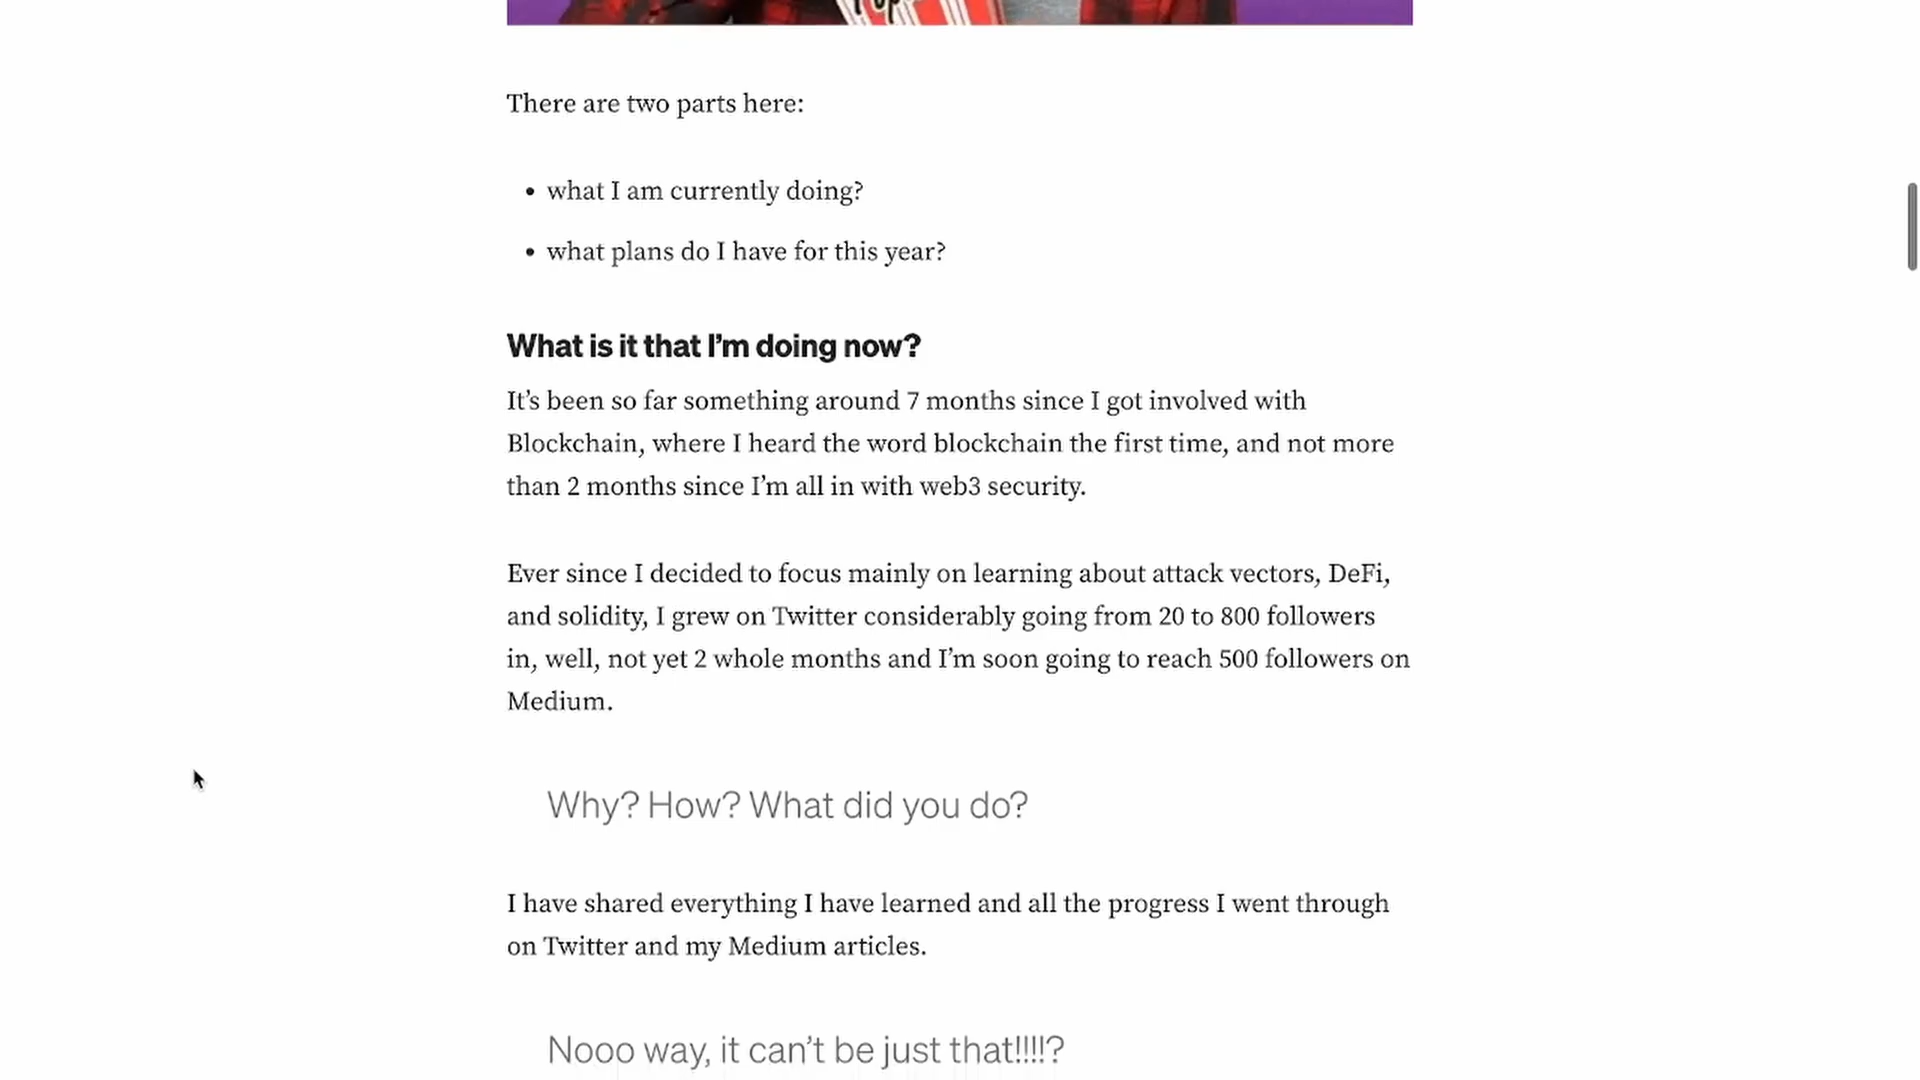 There are two parts here:
• what I am currently doing?
• what plans do I have for this year?
What is it that I’m doing now?
It’s been so far something around 7 months since I got involved with
Blockchain, where I heard the word blockchain the first time, and not more
than 2 months since I’m all in with web3 security.
Ever since I decided to focus mainly on learning about attack vectors, DeFi,
and solidity, I grew on Twitter considerably going from 20 to 800 followers
in, well, not yet 2 whole months and I’m soon going to reach 500 followers on
Medium.
Why? How? What did you do?
I have shared everything I have learned and all the progress I went through
on Twitter and my Medium articles.
Nooo way, it can’t be just that!!!!?